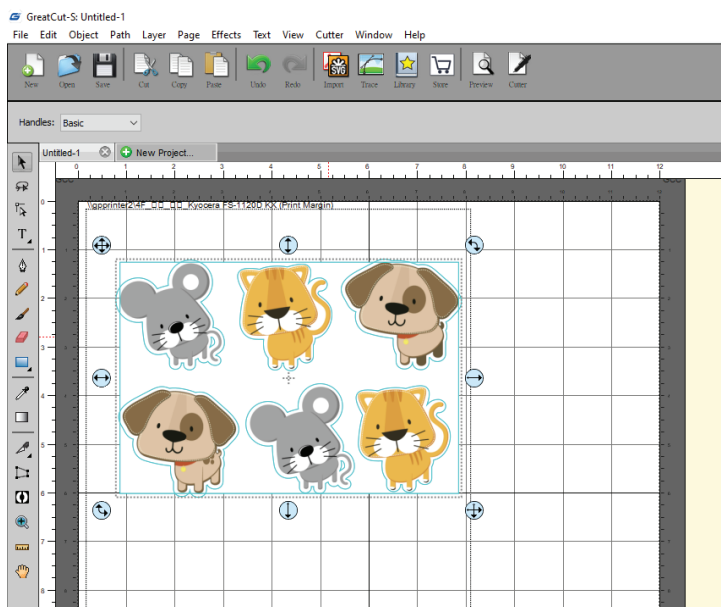 GreatCut-S: Untitled-1
File Edit Object Path Layer Page Effects Text View Cutter Window Help
New Open Save Cut Copy Paste Undo Redo Import Trace Library Store Preview Cutter
SVG
Handles: Basic
Untitled-1 New Project...
0 1 2 3 4 5 6 7 8 9 10 11 12
\\gpprinter2\4F_□□_□□_Kyocera FS-1120D KX (Print Margin)
T
0
1
2
3
4
5
6
7
8